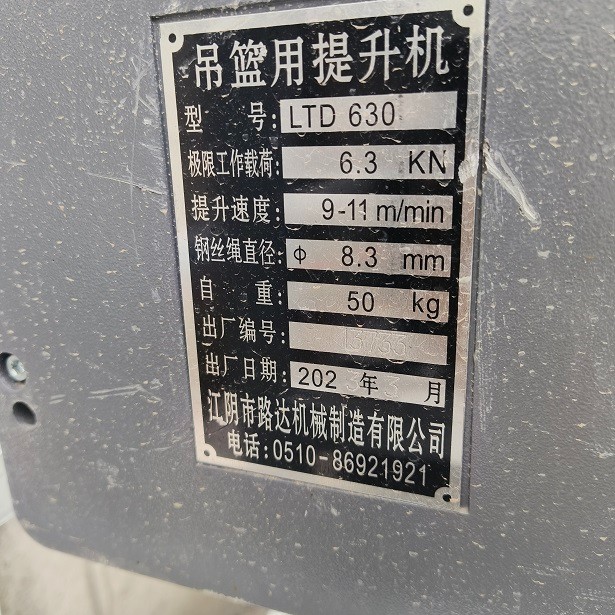 吊篮用提升机
型 号: LTD 630
极限工作载荷: 6.3 KN
提升速度: 9-11 m/min
钢丝绳直径: Φ 8.3 mm
自 重: 50 kg
出厂编号:
出厂日期: 202 年 3 月
江阴市路达机械制造有限公司
电话:0510-86921921